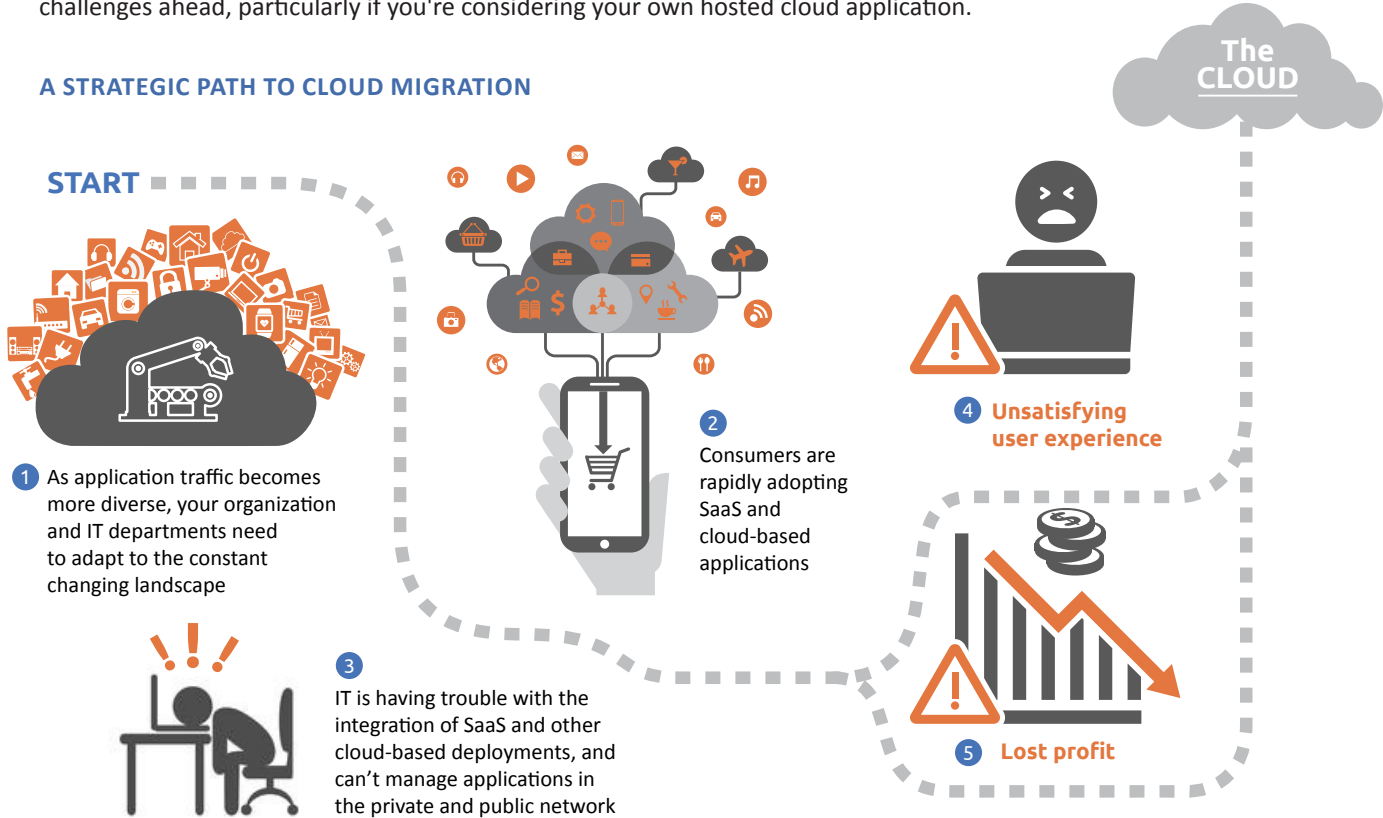 challenges ahead, particularly if you're considering your own hosted cloud application.
The
CLOUD
A STRATEGIC PATH TO CLOUD MIGRATION
START
1 As application traffic becomes
more diverse, your organization
and IT departments need
to adapt to the constant
changing landscape
2
Consumers are
rapidly adopting
SaaS and
cloud-based
applications
3
IT is having trouble with the
integration of SaaS and other
cloud-based deployments, and
can’t manage applications in
the private and public network
4 Unsatisfying
user experience
5 Lost profit